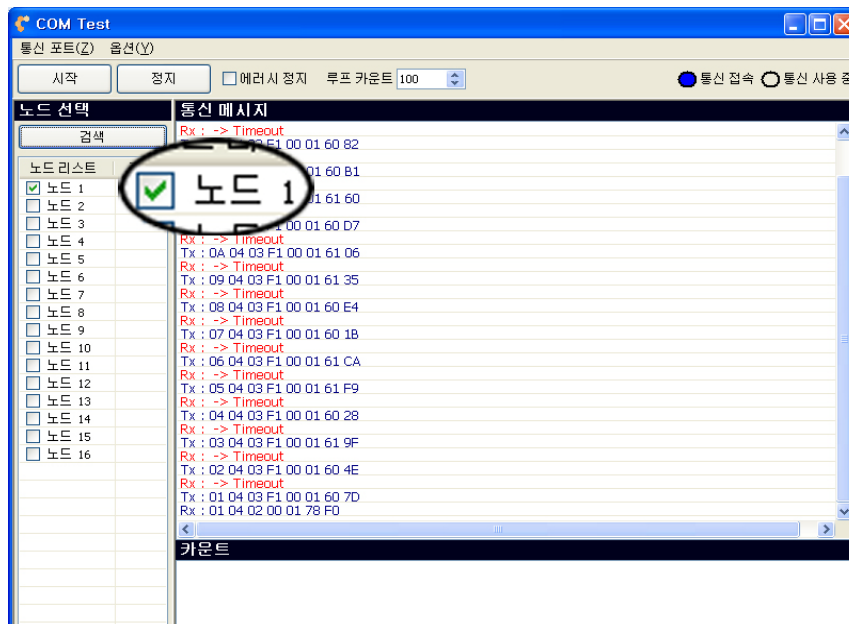 COM Test
통신 포트(Z) 옵션(Y)
시작 정지 에러시 정지 루프 카운트 100 통신 접속 통신 사용 중
노드 선택
검색
노드 리스트
노드 1
노드 2
노드 3
노드 4
노드 5
노드 6
노드 7
노드 8
노드 9
노드 10
노드 11
노드 12
노드 13
노드 14
노드 15
노드 16
노드 1
통신 메시지
Rx : -> Timeout
F1 00 01 60 82
01 60 B1
01 61 60
00 01 60 D7
Rx : -> Timeout
Tx : 0A 04 03 F1 00 01 61 06
Rx : -> Timeout
Tx : 09 04 03 F1 00 01 61 35
Rx : -> Timeout
Tx : 08 04 03 F1 00 01 60 E4
Rx : -> Timeout
Tx : 07 04 03 F1 00 01 60 1B
Rx : -> Timeout
Tx : 06 04 03 F1 00 01 61 CA
Rx : -> Timeout
Tx : 05 04 03 F1 00 01 61 F9
Rx : -> Timeout
Tx : 04 04 03 F1 00 01 60 28
Rx : -> Timeout
Tx : 03 04 03 F1 00 01 61 9F
Rx : -> Timeout
Tx : 02 04 03 F1 00 01 60 4E
Rx : -> Timeout
Tx : 01 04 03 F1 00 01 60 7D
Rx : 01 04 02 00 01 78 F0
카운트